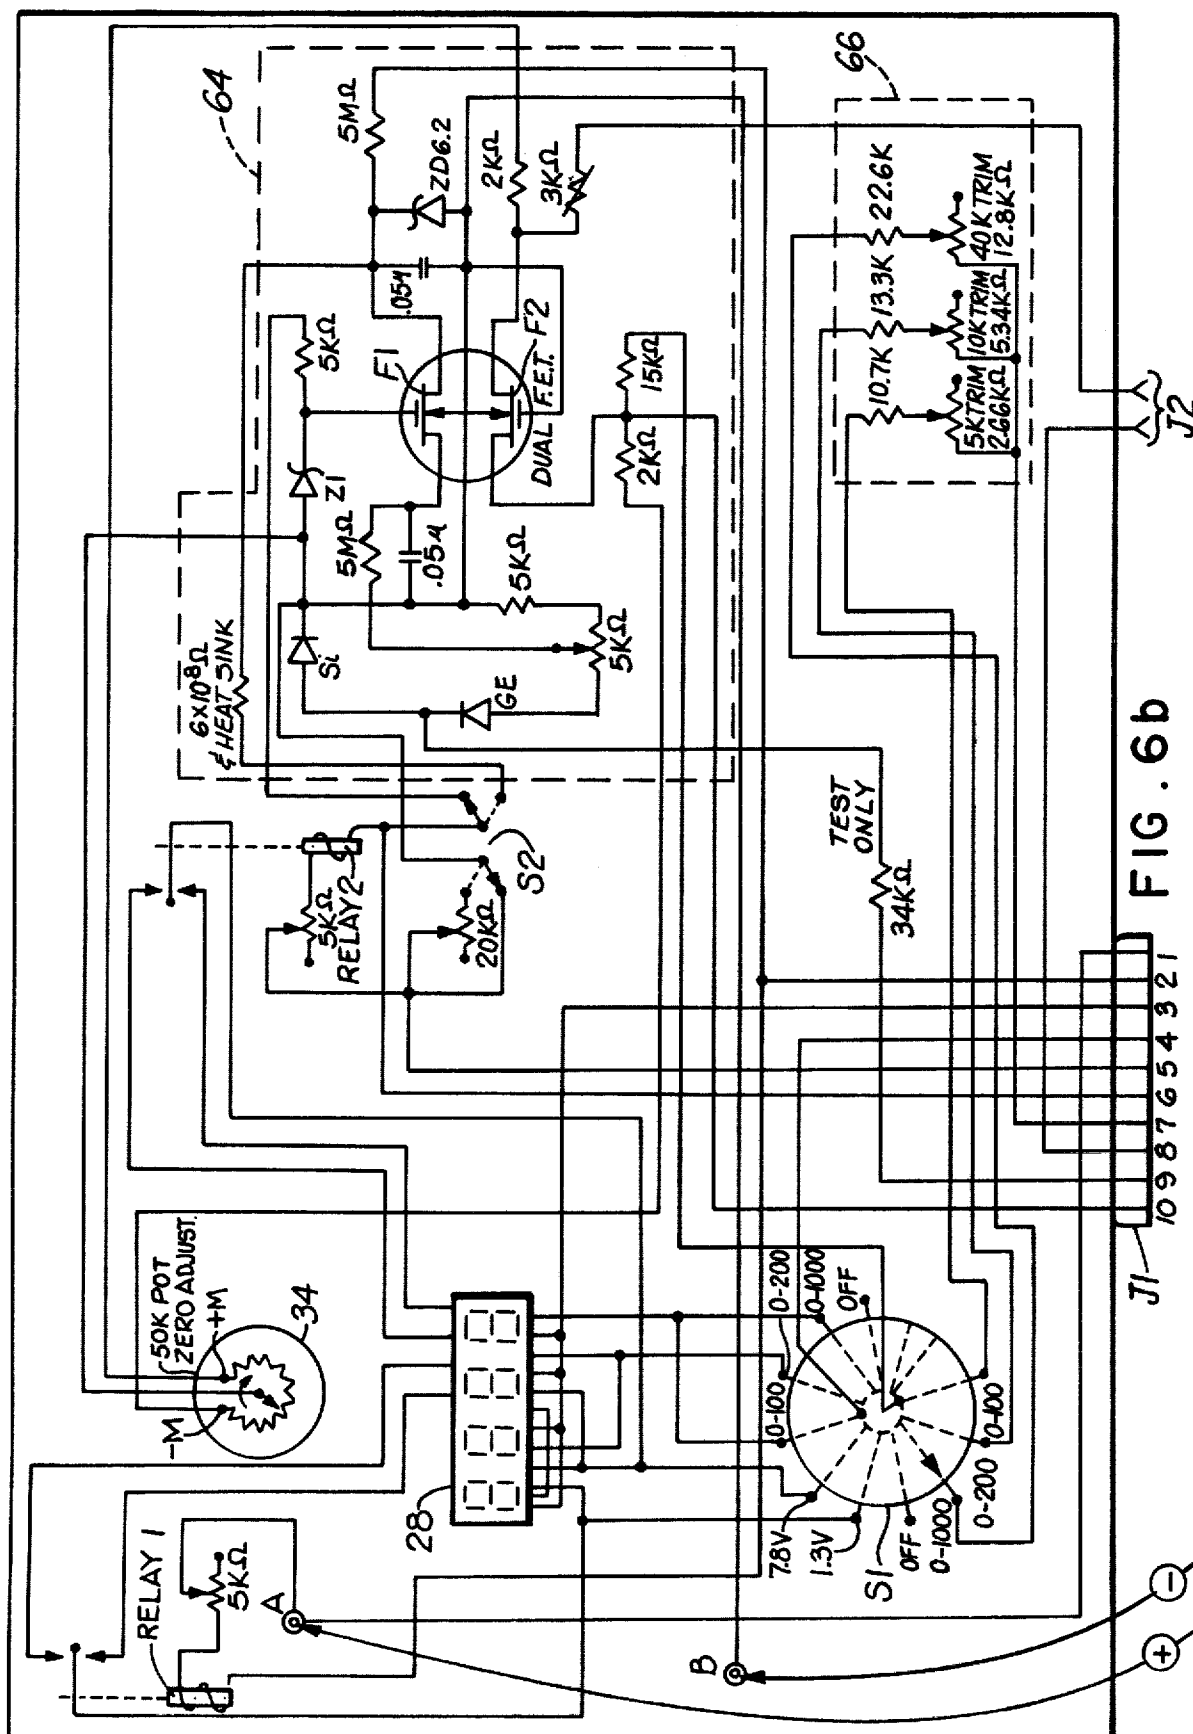 64
66
5MΩ
ZD6.2
2KΩ
3KΩ
.05µ
5KΩ
F1
F2
DUAL F.E.T.
Z1
5MΩ
.05µ
5KΩ
5KΩ
Si
GE
6X10⁸Ω
& HEAT SINK
15KΩ
2KΩ
22.6K
13.3K
10.7K
40K TRIM
12.8KΩ
10K TRIM
5.34KΩ
5K TRIM
2.66KΩ
J2
5KΩ
RELAY 2
20KΩ
S2
TEST
ONLY
34KΩ
FIG. 6b
50K POT
ZERO ADJUST.
+M
-M
34
28
RELAY 1
5KΩ
A
B
0-100
0-200
0-1000
OFF
7.8V
1.3V
OFF
0-1000
0-200
0-100
S1
10 9 8 7 6 5 4 3 2 1
J1
+
-